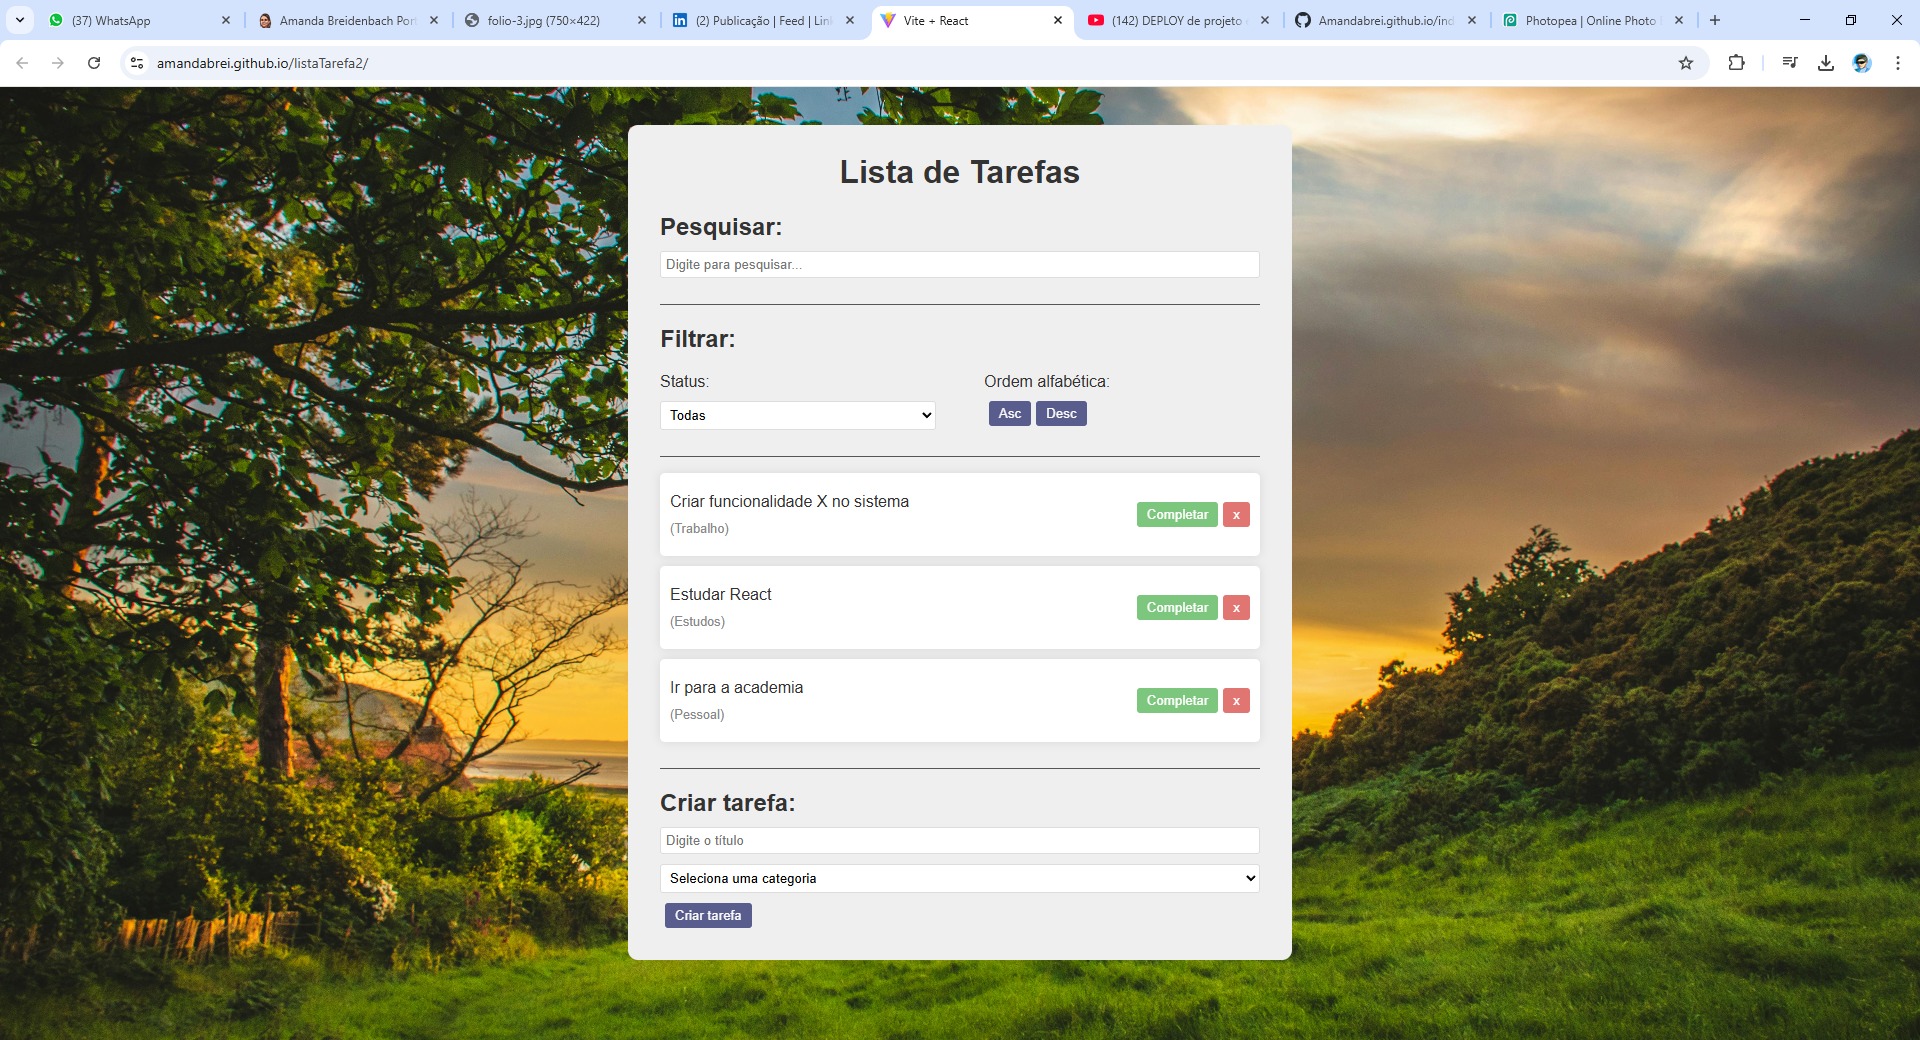 (37) WhatsApp
Amanda Breidenbach Port
folio-3.jpg (750×422)
(2) Publicação | Feed | Lin
Vite + React
(142) DEPLOY de projeto
Amandabrei.github.io/ind
Photopea | Online Photo
amandabrei.github.io/listaTarefa2/
Lista de Tarefas
Pesquisar:
Digite para pesquisar...
Filtrar:
Status:
Ordem alfabética:
Todas
Asc
Desc
Criar funcionalidade X no sistema
(Trabalho)
Completar
x
Estudar React
(Estudos)
Completar
x
Ir para a academia
(Pessoal)
Completar
x
Criar tarefa:
Digite o título
Seleciona uma categoria
Criar tarefa